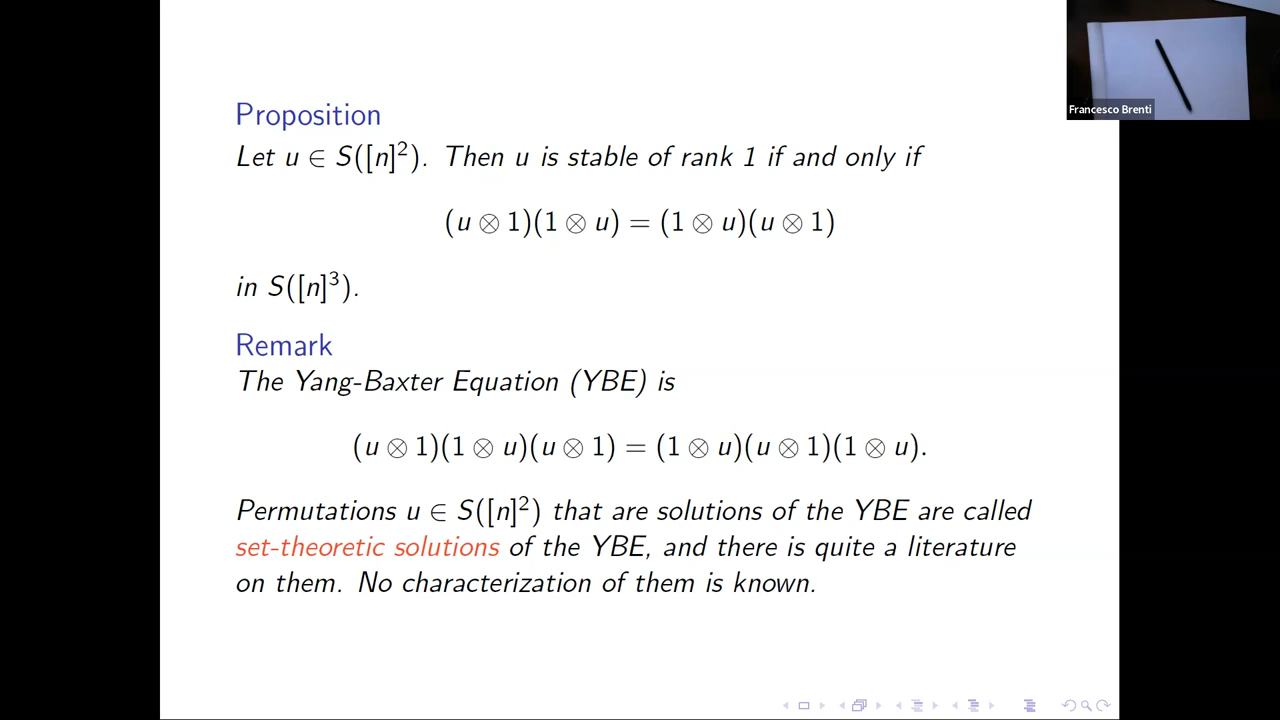 Francesco Brenti
Proposition
Let u ∈ S([n]²). Then u is stable of rank 1 if and only if
(u ⊗ 1)(1 ⊗ u) = (1 ⊗ u)(u ⊗ 1)
in S([n]³).
Remark
The Yang-Baxter Equation (YBE) is
(u ⊗ 1)(1 ⊗ u)(u ⊗ 1) = (1 ⊗ u)(u ⊗ 1)(1 ⊗ u).
Permutations u ∈ S([n]²) that are solutions of the YBE are called
set-theoretic solutions of the YBE, and there is quite a literature
on them. No characterization of them is known.